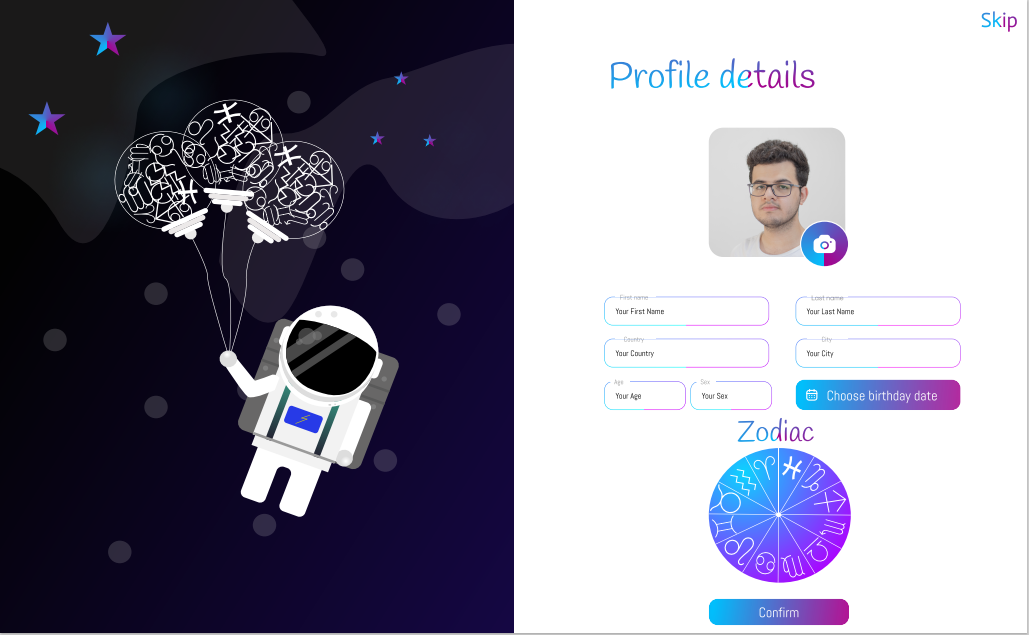 Skip
Profile details
First name
Your First Name
Last name
Your Last Name
Country
Your Country
City
Your City
Age
Your Age
Sex
Your Sex
Choose birthday date
Zodiac
Confirm